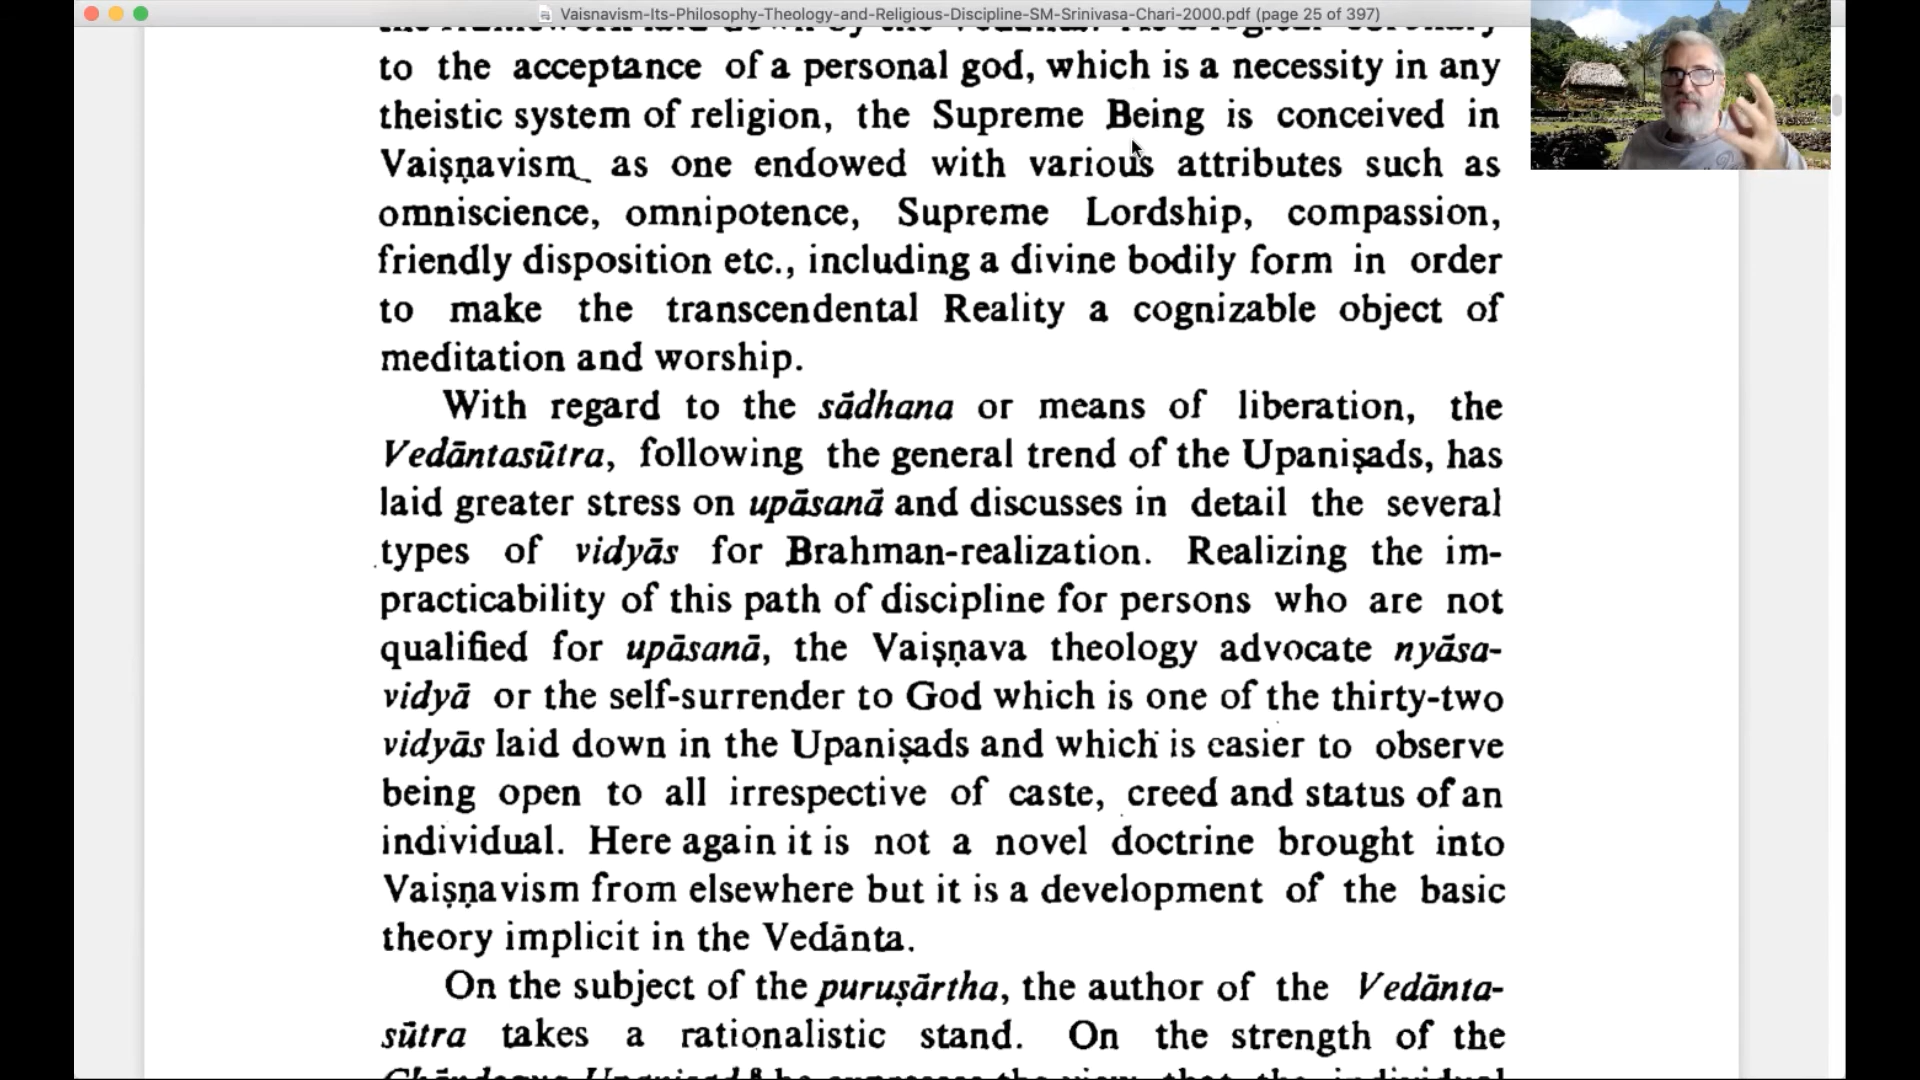 Vaisnavism-Its-Philosophy-Theology-and-Religious-Discipline-SM-Srinivasa-Chari-2000.pdf (page 25 of 397)
to the acceptance of a personal god, which is a necessity in any
theistic system of religion, the Supreme Being is conceived in
Vaiṣṇavism as one endowed with various attributes such as
omniscience, omnipotence, Supreme Lordship, compassion,
friendly disposition etc., including a divine bodily form in order
to make the transcendental Reality a cognizable object of
meditation and worship.
With regard to the sādhana or means of liberation, the
Vedāntasūtra, following the general trend of the Upaniṣads, has
laid greater stress on upāsanā and discusses in detail the several
types of vidyās for Brahman-realization. Realizing the im-
practicability of this path of discipline for persons who are not
qualified for upāsanā, the Vaiṣṇava theology advocate nyāsa-
vidyā or the self-surrender to God which is one of the thirty-two
vidyās laid down in the Upaniṣads and which is easier to observe
being open to all irrespective of caste, creed and status of an
individual. Here again it is not a novel doctrine brought into
Vaiṣṇavism from elsewhere but it is a development of the basic
theory implicit in the Vedānta.
On the subject of the puruṣārtha, the author of the Vedānta-
sūtra takes a rationalistic stand. On the strength of the